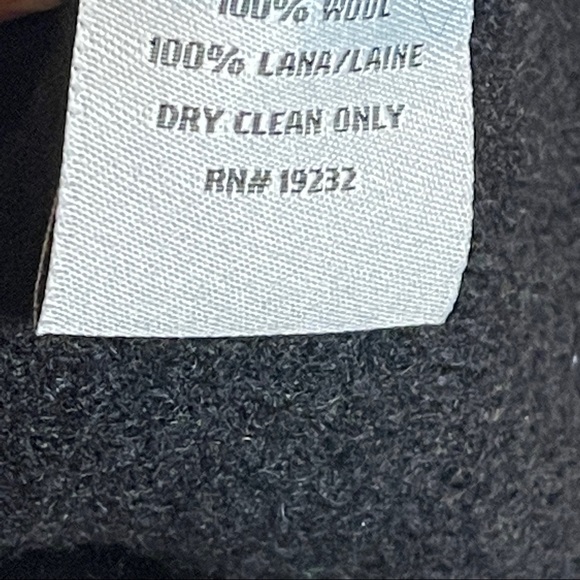 100% WOOL
100% LANA/LAINE
DRY CLEAN ONLY
RN# 19232